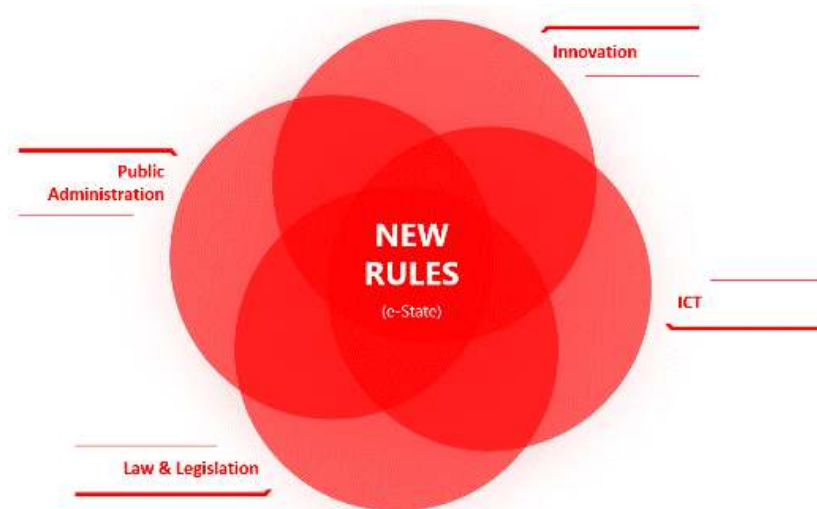 Innovation
Public
Administration
NEW
RULES
(e-State)
ICT
Law & Legislation